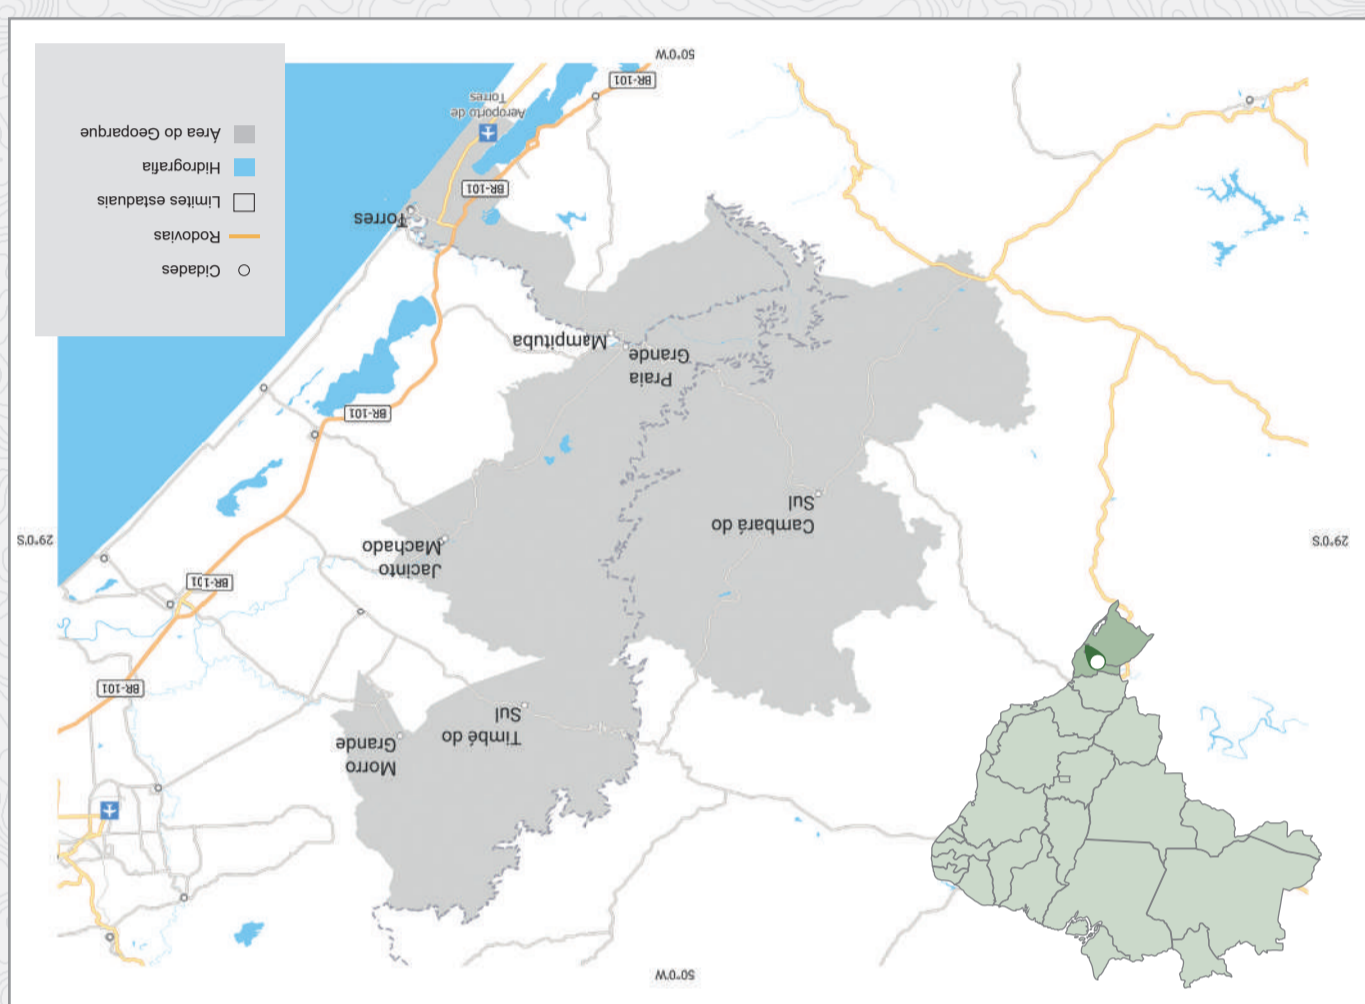 50°0'W
Morro
Grande
Timbé do
Sul
BR-101
BR-101
Jacinto
Machado
29°0'S
29°0'S
Cambará do
Sul
BR-101
Praia
Grande
Mampituba
Torres
BR-101
Aeroporto de
Torres
BR-101
50°0'W
Cidades
Rodovias
Limites estaduais
Hidrografia
Área do Geoparque